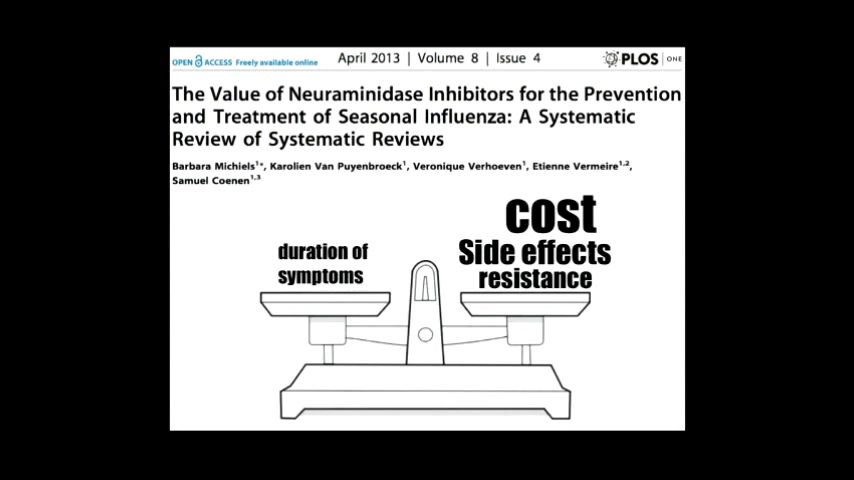 OPEN ACCESS Freely available online April 2013 | Volume 8 | Issue 4 PLOS | ONE
The Value of Neuraminidase Inhibitors for the Prevention
and Treatment of Seasonal Influenza: A Systematic
Review of Systematic Reviews
Barbara Michiels1*, Karolien Van Puyenbroeck1, Veronique Verhoeven1, Etienne Vermeire1,2,
Samuel Coenen1,3
cost
duration of Side effects
symptoms resistance